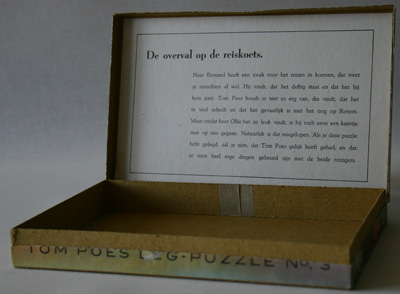 De overval op de reiskoets.
Heer Bommel heeft een zwak voor het reizen in koetsen, dat weet
je misschien al wel. Hij vindt, dat het deftig staat en dat het bij
hem past. Tom Poes houdt er niet zo erg van, die vindt, dat het
te veel schudt en dat het gevaarlijk is met het oog op Rovers.
Maar omdat heer Ollie het zo leuk vindt, is hij toch eens een keertje
mee op reis gegaan. Natuurlijk is dat misgelopen. Als je deze puzzle
hebt gelegd, zal je zien, dat Tom Poes gelijk heeft gehad, en dat
er weer heel erge dingen gebeurd zijn met de beide reizigers.
TOM POES LEG-PUZZLE No. 3